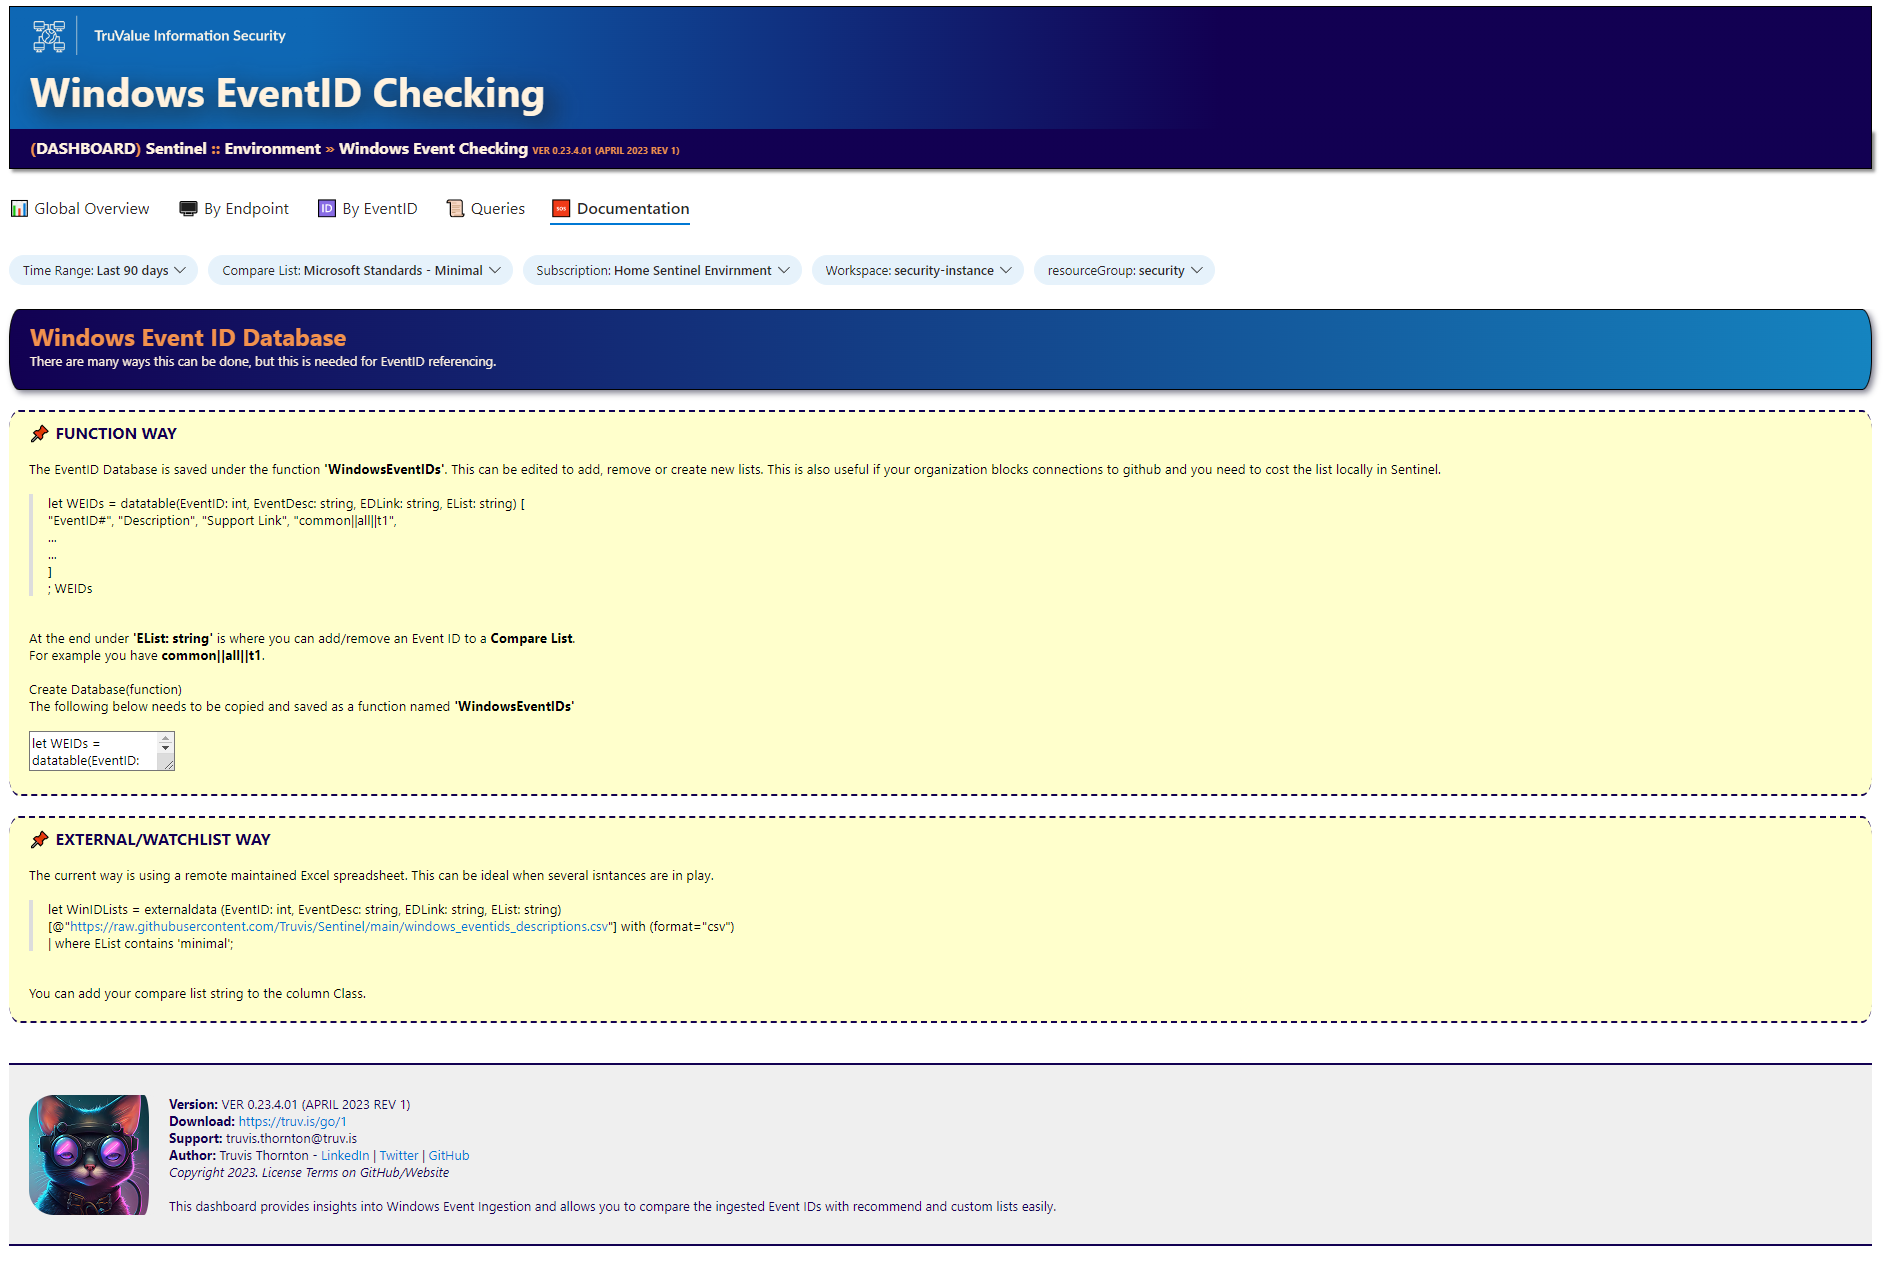 TruValue Information Security
Windows EventID Checking
(DASHBOARD) Sentinel :: Environment » Windows Event Checking VER 0.23.4.01 (APRIL 2023 REV 1)
Global Overview ID By EventID Queries SOS Documentation
By Endpoint
Time Range: Last 90 days Compare List: Microsoft Standards - Minimal Subscription: Home Sentinel Envirnment Workspace: security-instance resourceGroup: security
Windows Event ID Database
There are many ways this can be done, but this is needed for EventID referencing.
FUNCTION WAY
The EventID Database is saved under the function 'WindowsEventIDs'. This can be edited to add, remove or create new lists. This is also useful if your organization blocks connections to github and you need to cost the list locally in Sentinel.
let WEIDs = datatable(EventID: int, EventDesc: string, EDLink: string, EList: string) [
"EventID#", "Description", "Support Link", "common||all||t1",
...
...
]
; WEIDs
At the end under 'EList: string' is where you can add/remove an Event ID to a Compare List.
For example you have common||all||t1.
Create Database(function)
The following below needs to be copied and saved as a function named 'WindowsEventIDs'
let WEIDs =
datatable(EventID:
EXTERNAL/WATCHLIST WAY
The current way is using a remote maintained Excel spreadsheet. This can be ideal when several isntances are in play.
let WinIDLists = externaldata (EventID: int, EventDesc: string, EDLink: string, EList: string)
[@"https://raw.githubusercontent.com/Truvis/Sentinel/main/windows_eventids_descriptions.csv"] with (format="csv")
| where EList contains 'minimal';
You can add your compare list string to the column Class.
Version: VER 0.23.4.01 (APRIL 2023 REV 1)
Download: https://truv.is/go/1
Support: truvis.thornton@truv.is
Author: Truvis Thornton - LinkedIn | Twitter | GitHub
Copyright 2023. License Terms on GitHub/Website
This dashboard provides insights into Windows Event Ingestion and allows you to compare the ingested Event IDs with recommend and custom lists easily.